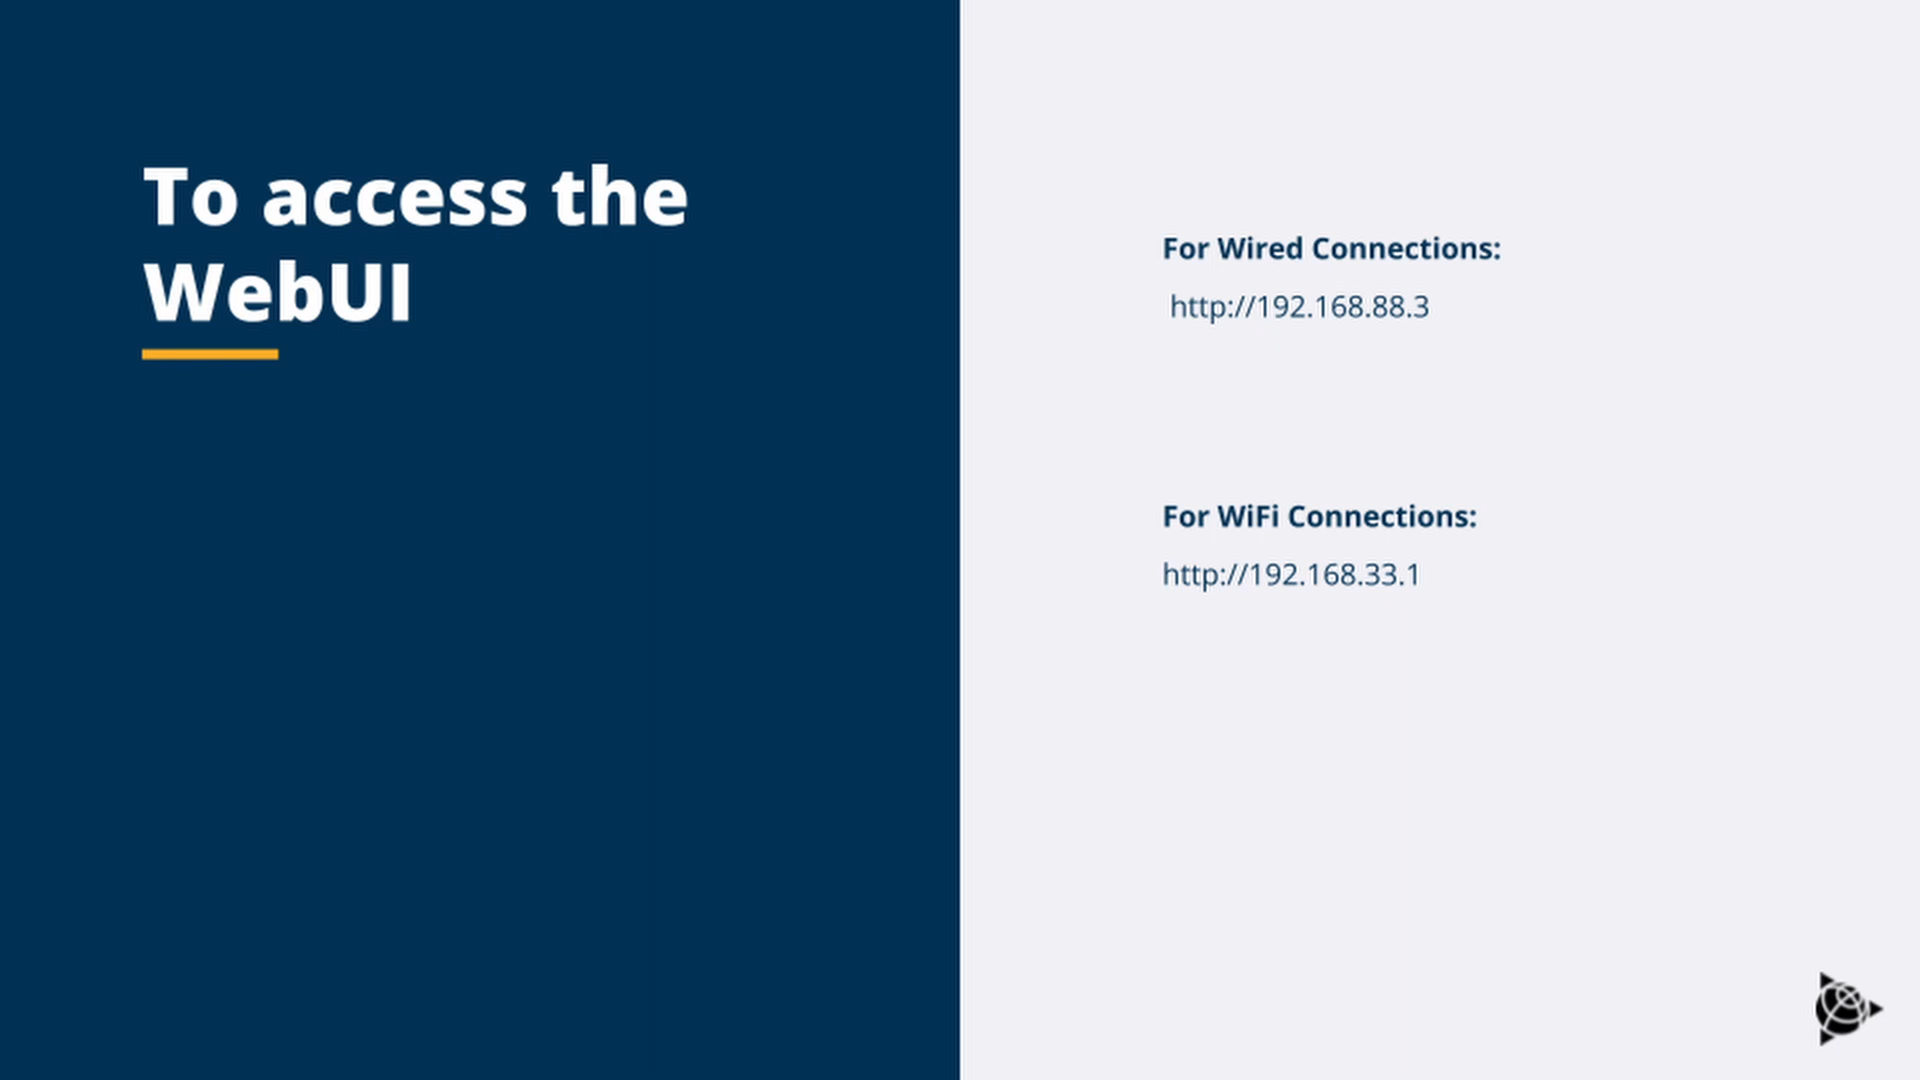 To access the
WebUI
For Wired Connections:
http://192.168.88.3
For WiFi Connections:
http://192.168.33.1